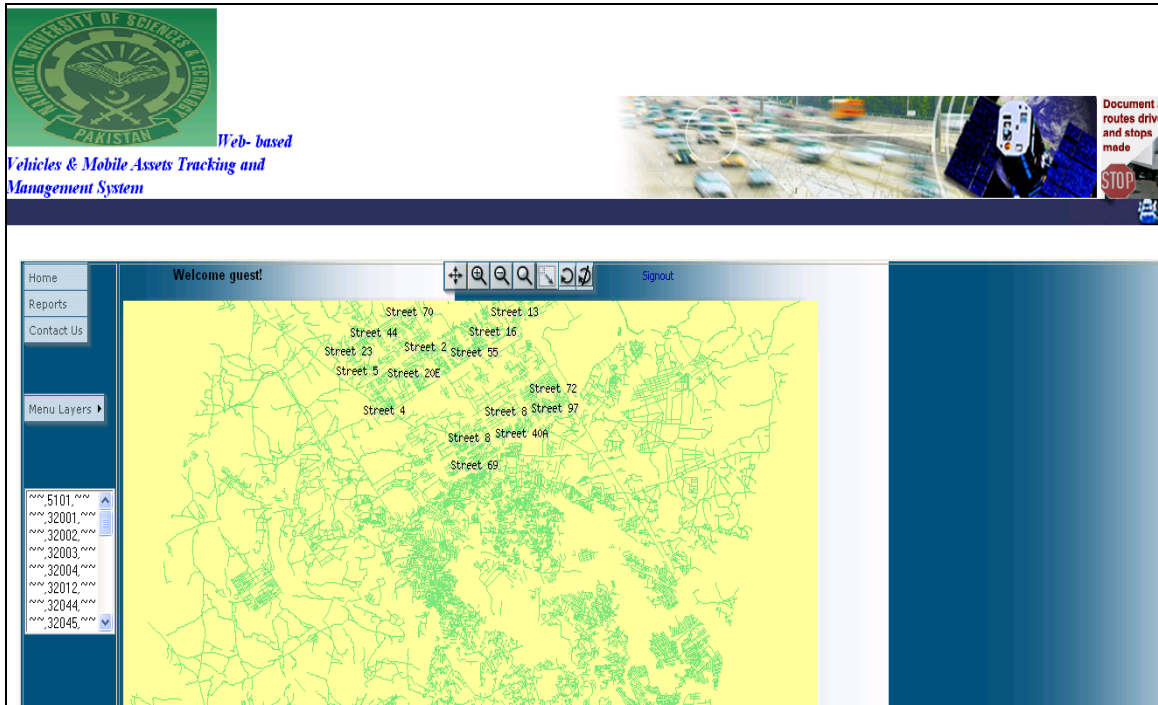 NATIONAL UNIVERSITY OF SCIENCES & TECHNOLOGY
PAKISTAN
Web- based
Vehicles & Mobile Assets Tracking and
Management System
Document
routes drive
and stops
made
STOP
Welcome guest!
Signout
Home
Reports
Contact Us
Menu Layers
~~,5101,~~
~~,32001,~~
~~,32002,~~
~~,32003,~~
~~,32004,~~
~~,32012,~~
~~,32044,~~
~~,32045,~~
Street 70
Street 13
Street 44
Street 16
Street 23
Street 2
Street 55
Street 5
Street 20E
Street 72
Street 4
Street 8
Street 97
Street 8
Street 40A
Street 69